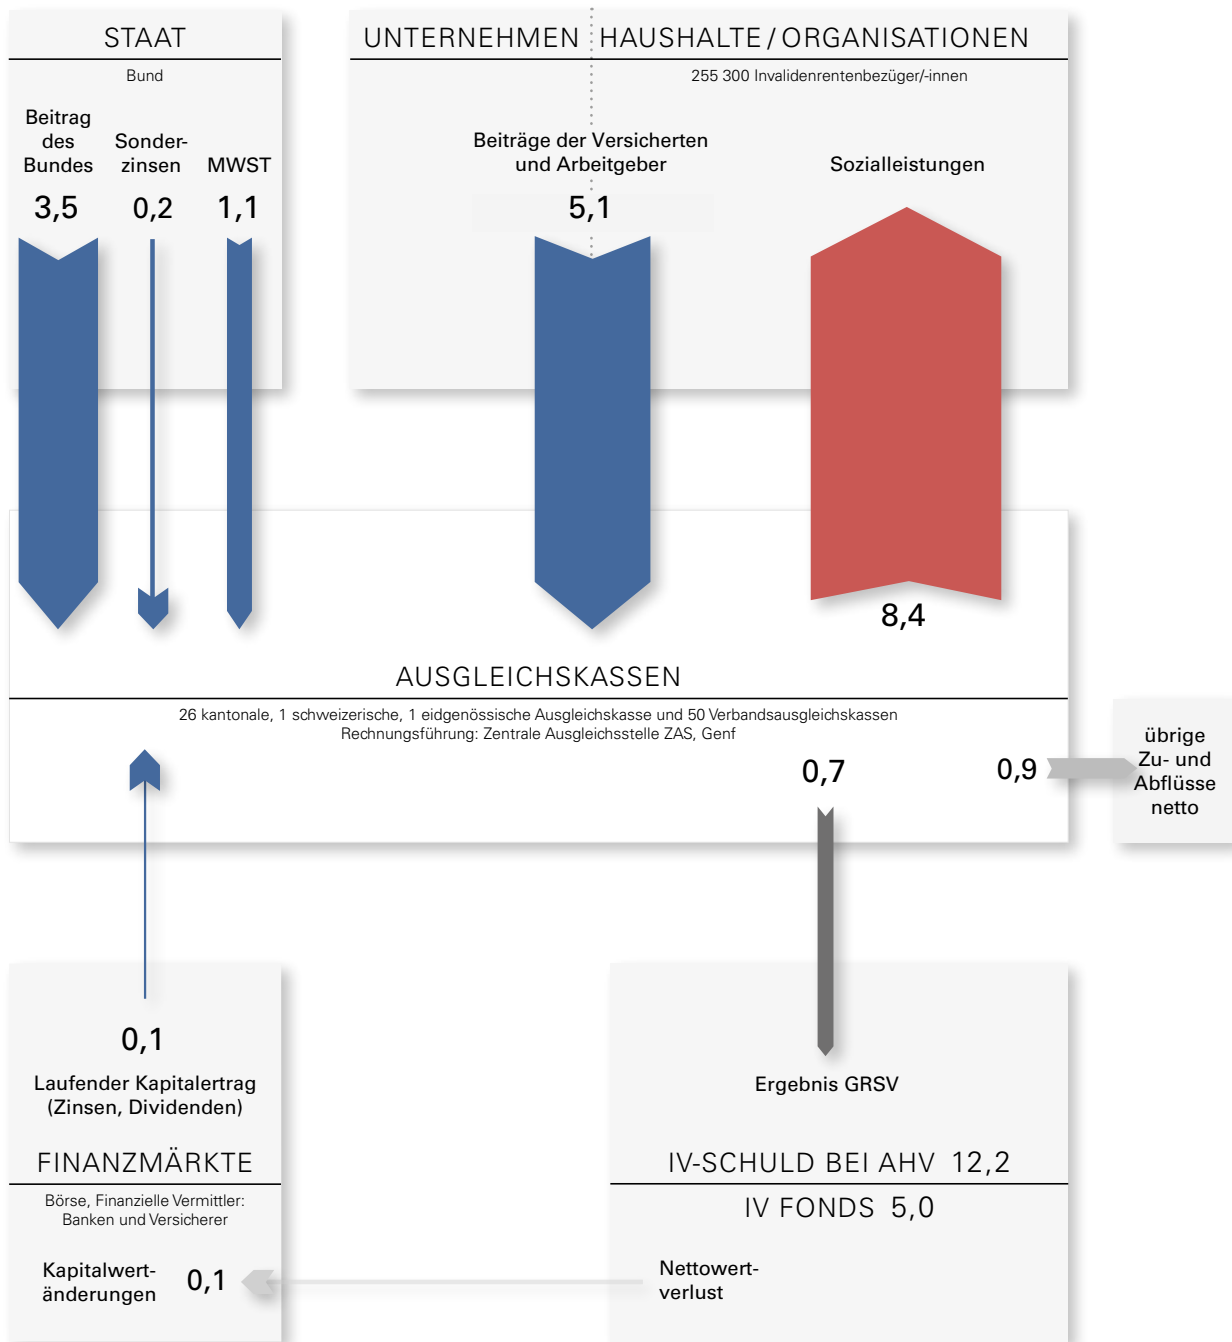 STAAT
Bund
Beitrag
des
Bundes
3,5
Sonder-
zinsen
0,2
MWST
1,1
UNTERNEHMEN HAUSHALTE / ORGANISATIONEN
255 300 Invalidenrentenbezüger/-innen
Beiträge der Versicherten
und Arbeitgeber
5,1
Sozialleistungen
8,4
AUSGLEICHSKASSEN
26 kantonale, 1 schweizerische, 1 eidgenössische Ausgleichskasse und 50 Verbandsausgleichskassen
Rechnungsführung: Zentrale Ausgleichsstelle ZAS, Genf
0,7
0,9
übrige
Zu- und
Abflüsse
netto
0,1
Laufender Kapitalertrag
(Zinsen, Dividenden)
FINANZMÄRKTE
Börse, Finanzielle Vermittler:
Banken und Versicherer
Kapitalwert-
änderungen
0,1
Ergebnis GRSV
IV-SCHULD BEI AHV 12,2
IV FONDS 5,0
Nettowert-
verlust